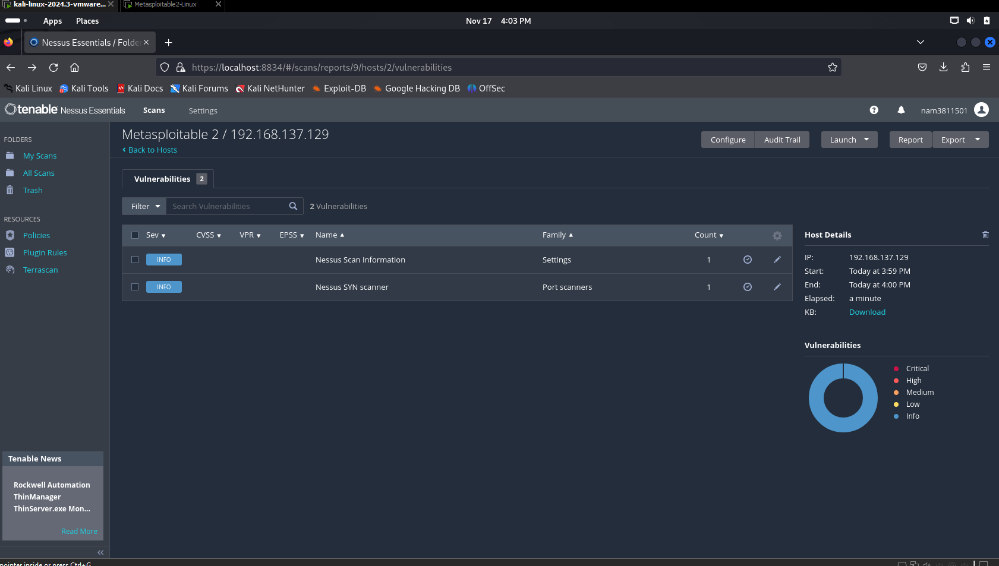 kali-linux-2024.3-vmware...
Metasploitable2-Linux
Apps
Places
Nov 17 4:03 PM
Nessus Essentials / Folde
https://localhost:8834/#/scans/reports/9/hosts/2/vulnerabilities
Kali Linux
Kali Tools
Kali Docs
Kali Forums
Kali NetHunter
Exploit-DB
Google Hacking DB
OffSec
tenable Nessus Essentials
Scans
Settings
nam3811501
FOLDERS
My Scans
All Scans
Trash
RESOURCES
Policies
Plugin Rules
Terrascan
Tenable News
Rockwell Automation
ThinManager
ThinServer.exe Mon...
Read More
Metasploitable 2 / 192.168.137.129
Back to Hosts
Configure
Audit Trail
Launch
Report
Export
Vulnerabilities 2
Filter
Search Vulnerabilities
2 Vulnerabilities
Sev CVSS VPR EPSS Name Family Count
INFO Nessus Scan Information Settings 1
INFO Nessus SYN scanner Port scanners 1
Host Details
IP: 192.168.137.129
Start: Today at 3:59 PM
End: Today at 4:00 PM
Elapsed: a minute
KB: Download
Vulnerabilities
Critical
High
Medium
Low
Info
pointer inside or press Ctrl+G